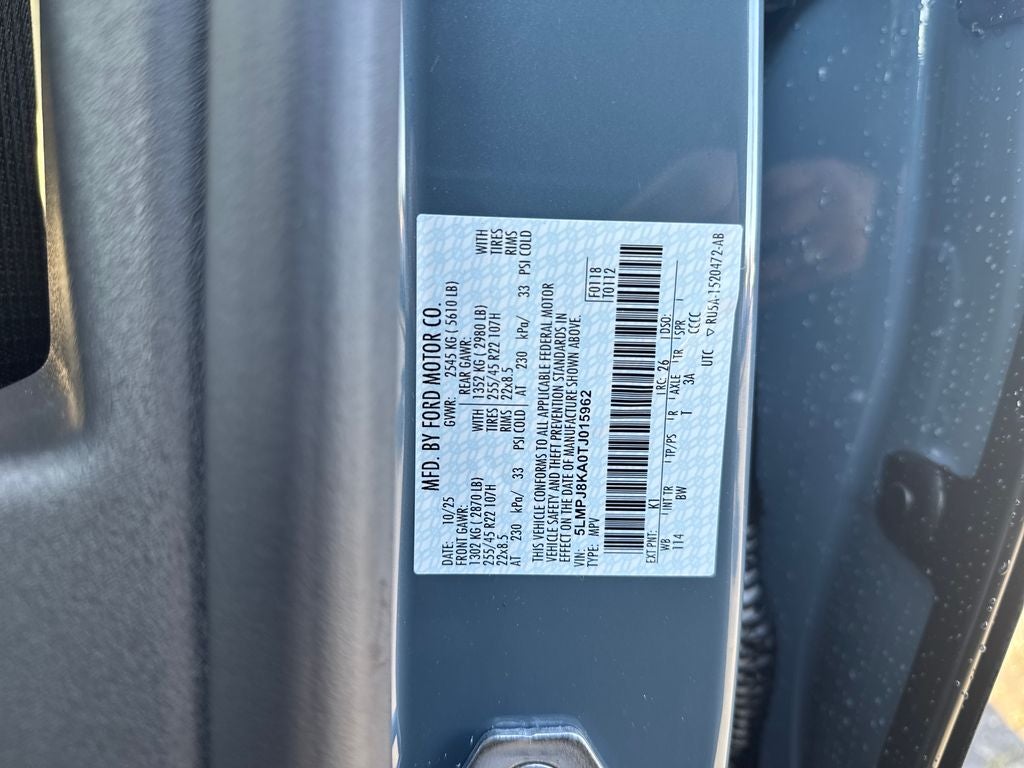 MFD. BY FORD MOTOR CO.
DATE: 10/25 GVWR: 2545 KG ( 5610 LB)
FRONT GAWR: REAR GAWR:
1302 KG ( 2870 LB) WITH 1352 KG ( 2980 LB) WITH
255/45 R22 107H TIRES 255/45 R22 107H TIRES
22x8.5 RIMS 22x8.5 RIMS
AT 230 kPa/ 33 PSI COLD AT 230 kPa/ 33 PSI COLD
THIS VEHICLE CONFORMS TO ALL APPLICABLE FEDERAL MOTOR
VEHICLE SAFETY AND THEFT PREVENTION STANDARDS IN
EFFECT ON THE DATE OF MANUFACTURE SHOWN ABOVE.
VIN: 5LMPJ8KA0TJ015962
TYPE: MPV
F0118
T0112
EXT PNT: K1 RC: 26 DSO:
WB INT TR TP/PS R AXLE TR SPR
114 BW T 3A CCCC
UTC ▽ RUSA-1520472-AB